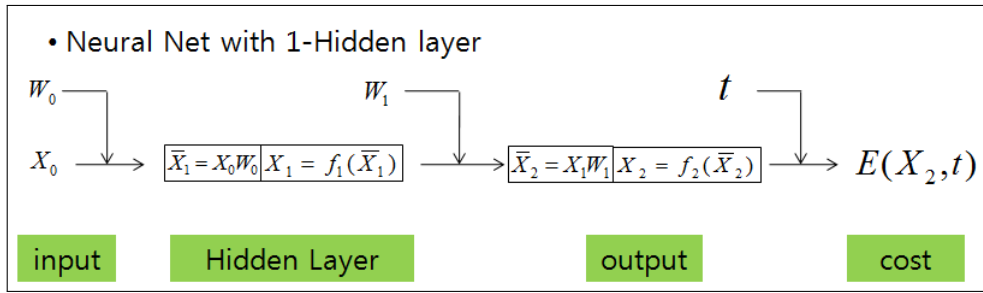 • Neural Net with 1-Hidden layer
W₀ W₁ t
X₀ X̅₁ = X₀W₀ X₁ = f₁(X̅₁) X̅₂ = X₁W₁ X₂ = f₂(X̅₂) E(X₂,t)
input Hidden Layer output cost